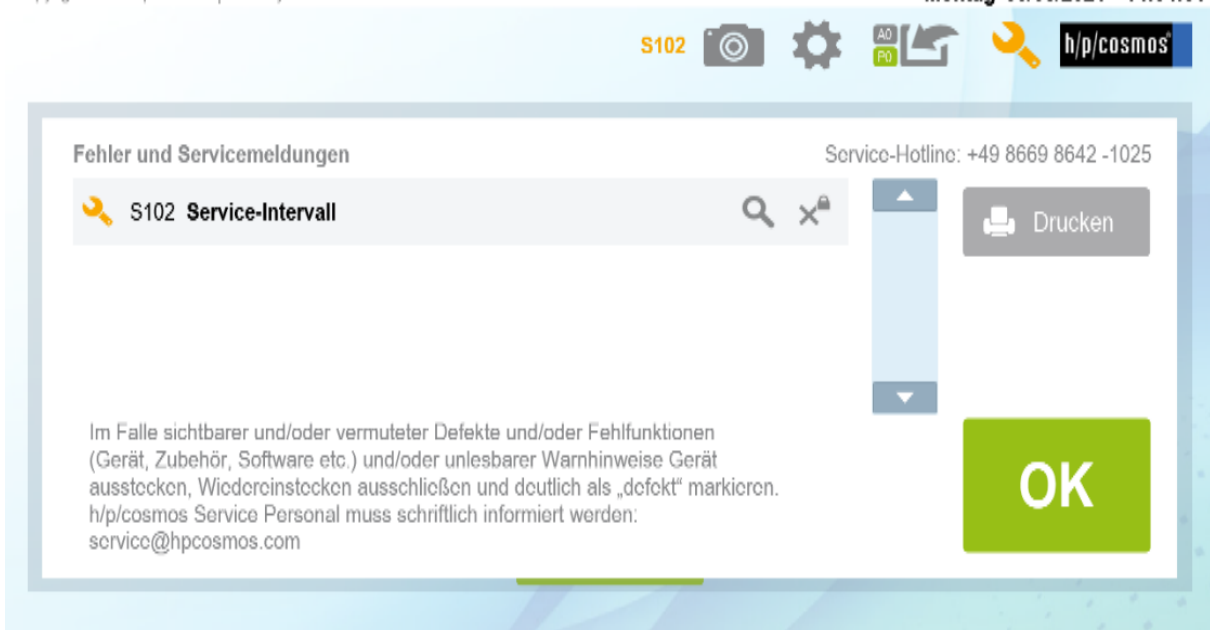 S102
A0
P0
h/p/cosmos®
Fehler und Servicemeldungen
Service-Hotline: +49 8669 8642 -1025
S102 Service-Intervall
Drucken
Im Falle sichtbarer und/oder vermuteter Defekte und/oder Fehlfunktionen
(Gerät, Zubehör, Software etc.) und/oder unlesbarer Warnhinweise Gerät
ausstecken, Wiedereinstecken ausschließen und deutlich als „defekt“ markieren.
h/p/cosmos Service Personal muss schriftlich informiert werden:
service@hpcosmos.com
OK